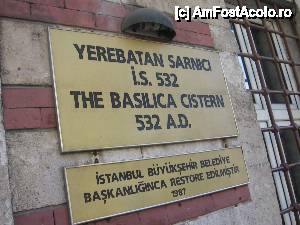 (c) www.AmFostAcolo.ro
YEREBATAN SARNICI
İ.S. 532
THE BASILICA CISTERN
532 A.D.
İSTANBUL BÜYÜKŞEHİR BELEDİYE
BAŞKANLIĞINCA RESTORE EDİLMİŞTİR
1987